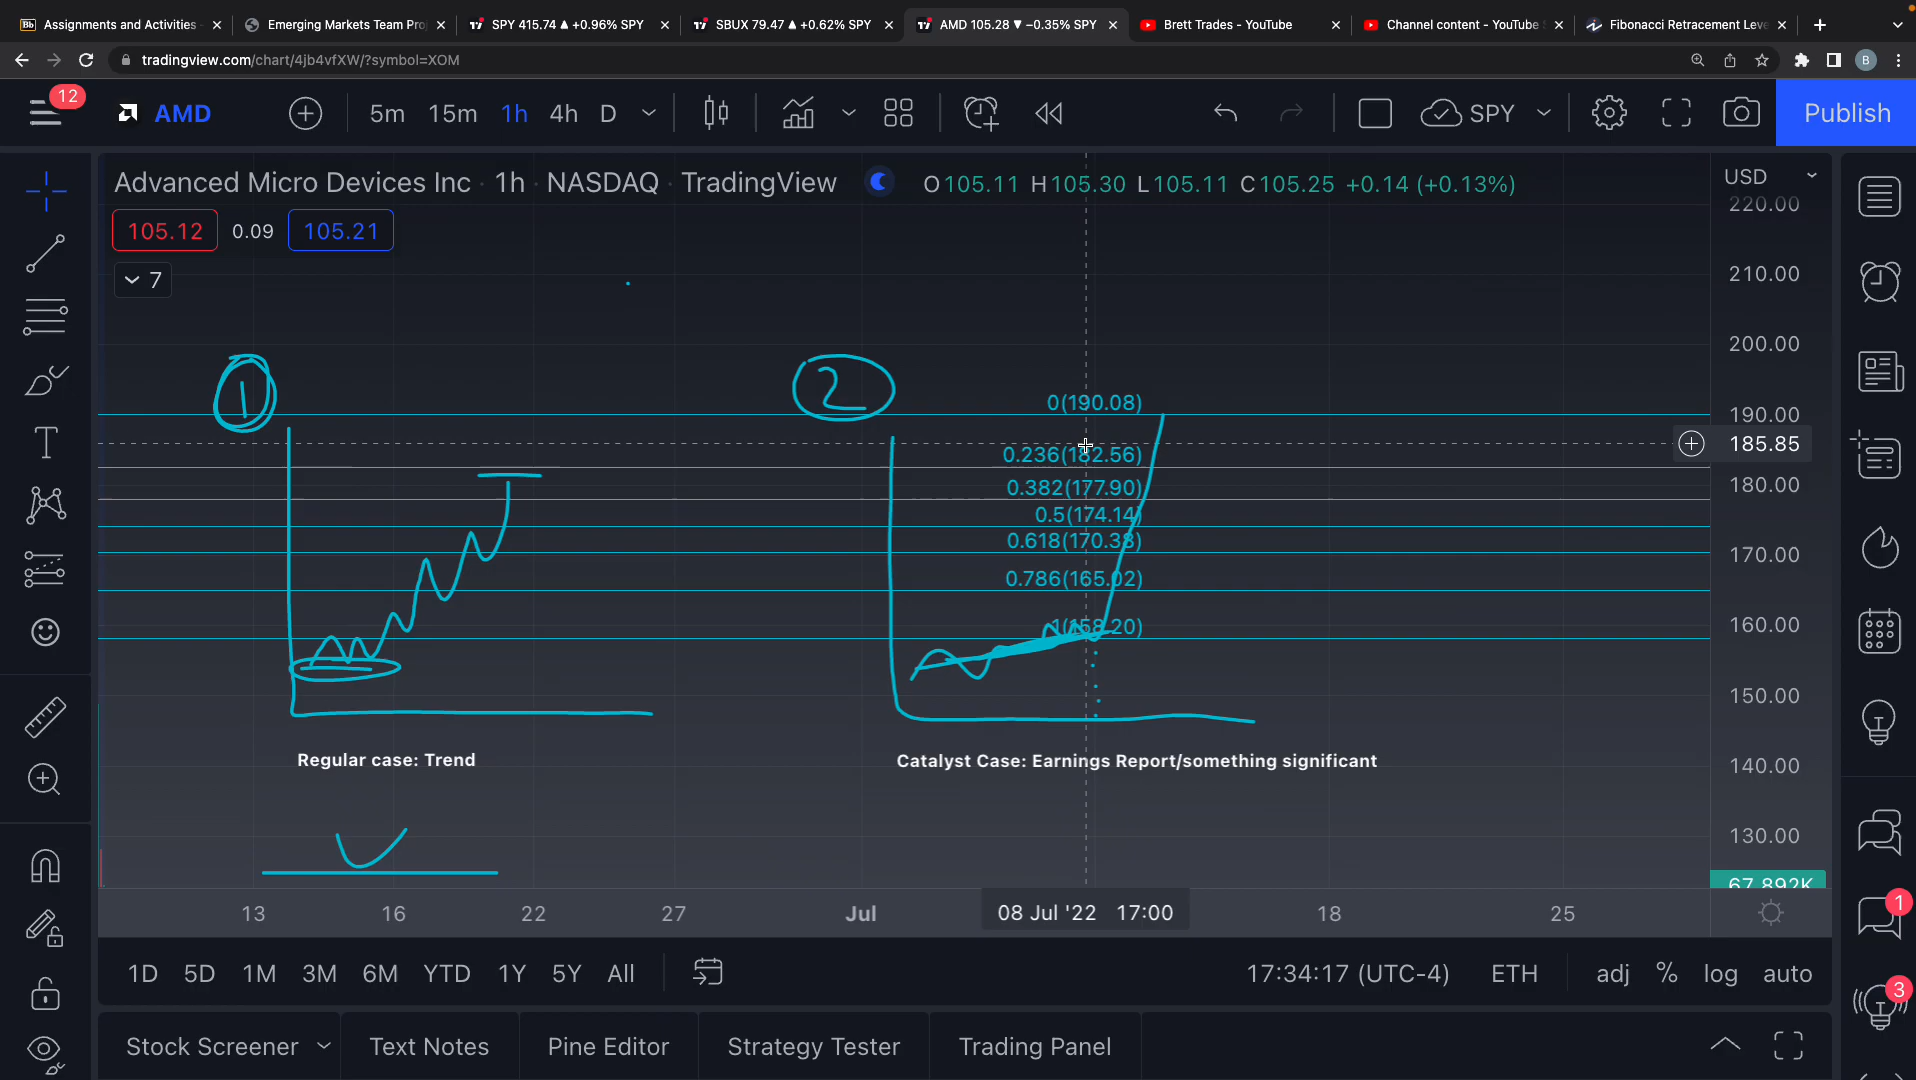 Assignments and Activities
Emerging Markets Team Pro
SPY 415.74 ▲ +0.96% SPY
SBUX 79.47 ▲ +0.62% SPY
AMD 105.28 ▼ −0.35% SPY
Brett Trades - YouTube
Channel content - YouTube S
Fibonacci Retracement Leve
tradingview.com/chart/4jb4vfXW/?symbol=XOM
B
12
AMD
5m 15m 1h 4h D
SPY
Publish
Advanced Micro Devices Inc · 1h · NASDAQ · TradingView
O105.11 H105.30 L105.11 C105.25 +0.14 (+0.13%)
USD
105.12 0.09 105.21
7
220.00
210.00
200.00
190.00
185.85
180.00
170.00
160.00
150.00
140.00
130.00
67.892K
1
2
0(190.08)
0.236(182.56)
0.382(177.90)
0.5(174.14)
0.618(170.38)
0.786(165.02)
1(158.20)
Regular case: Trend
Catalyst Case: Earnings Report/something significant
13 16 22 27 Jul 08 Jul '22 17:00 18 25
1D 5D 1M 3M 6M YTD 1Y 5Y All
17:34:17 (UTC-4) ETH adj % log auto
Stock Screener Text Notes Pine Editor Strategy Tester Trading Panel
1
3